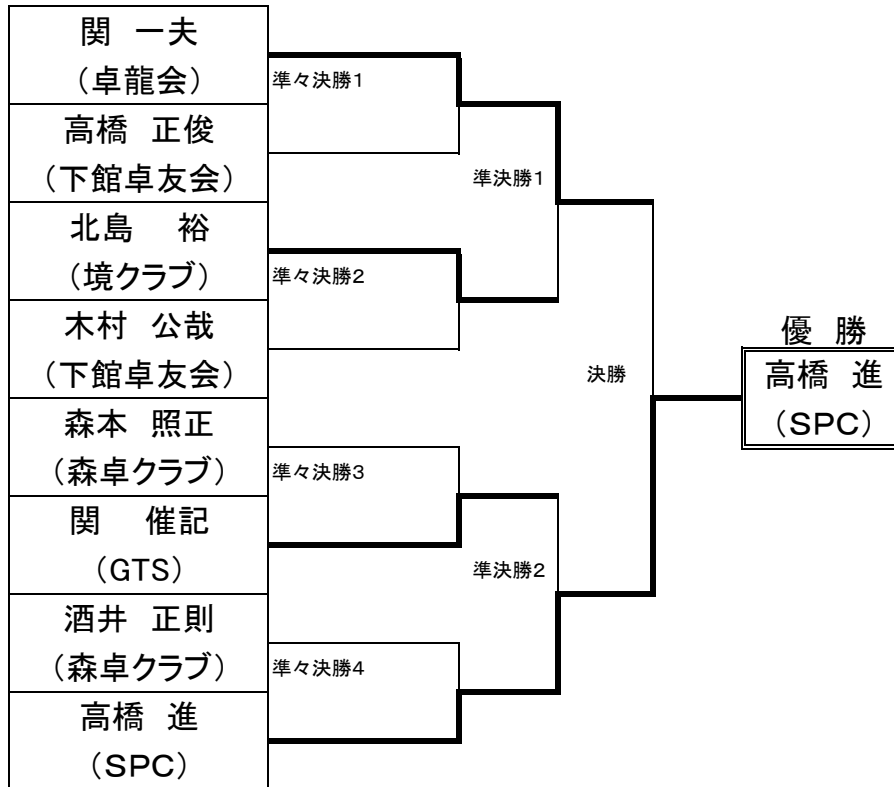 関　一夫
（卓龍会）
準々決勝１
高橋　正俊
（下館卓友会）
準決勝１
北島　　裕
（境クラブ）
準々決勝２
木村　公哉
（下館卓友会）
決勝
優　勝
高橋　進
（ＳＰＣ）
森本　照正
（森卓クラブ）
準々決勝３
関　　催記
（GTS）
準決勝２
酒井　正則
（森卓クラブ）
準々決勝４
高橋　進
（ＳＰＣ）